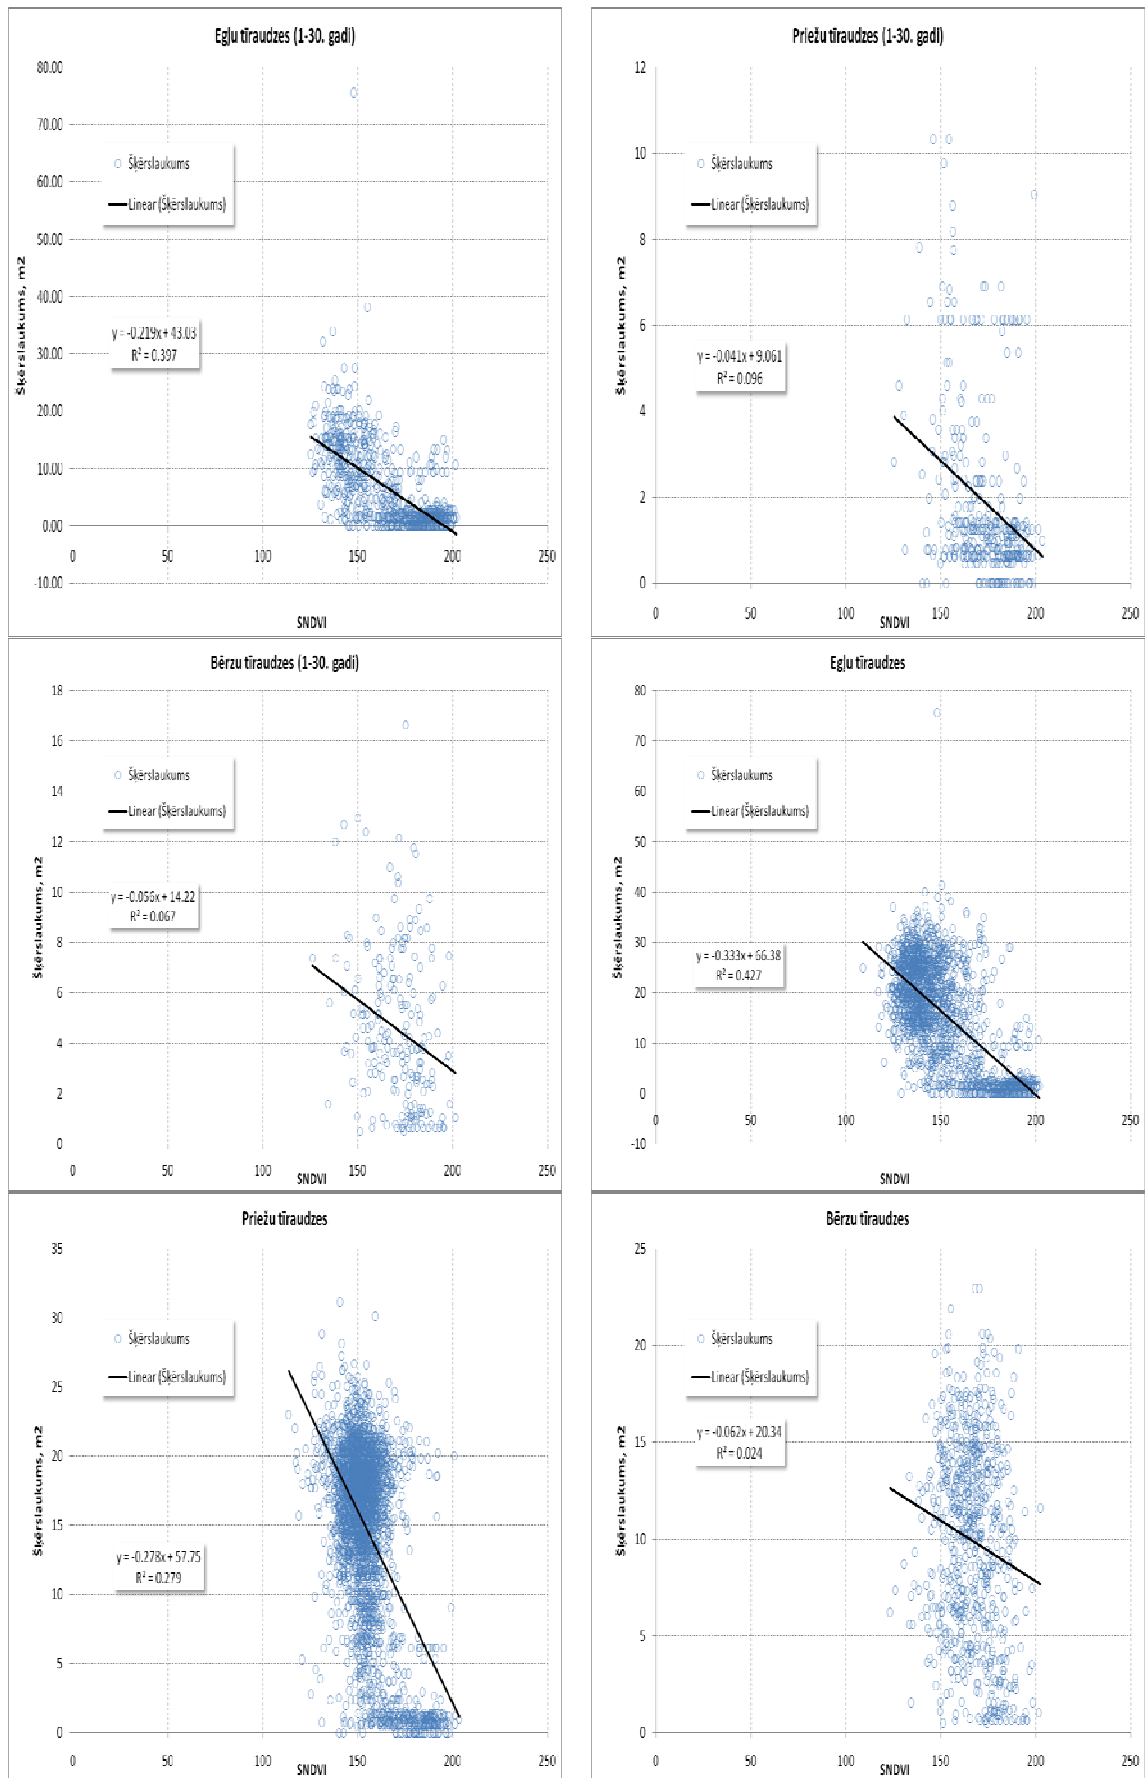 Egļu tīraudzes (1-30. gadi)
80.00
70.00
60.00
50.00
40.00
30.00
20.00
10.00
0.00
-10.00
Šķērslaukums, m2
Šķērslaukums
Linear (Šķērslaukums)
y = -0.219x + 43.03
R² = 0.397
0 50 100 150 200 250
SNDVI
Priežu tīraudzes (1-30. gadi)
12
10
8
6
4
2
0
Šķērslaukums, m2
Šķērslaukums
Linear (Šķērslaukums)
y = -0.041x + 9.061
R² = 0.096
0 50 100 150 200 250
SNDVI
Bērzu tīraudzes (1-30. gadi)
18
16
14
12
10
8
6
4
2
0
Šķērslaukums, m2
Šķērslaukums
Linear (Šķērslaukums)
y = -0.056x + 14.22
R² = 0.067
0 50 100 150 200 250
SNDVI
Egļu tīraudzes
80
70
60
50
40
30
20
10
0
-10
Šķērslaukums, m2
Šķērslaukums
Linear (Šķērslaukums)
y = -0.333x + 66.38
R² = 0.427
0 50 100 150 200 250
SNDVI
Priežu tīraudzes
35
30
25
20
15
10
5
0
Šķērslaukums, m2
Šķērslaukums
Linear (Šķērslaukums)
y = -0.278x + 57.75
R² = 0.279
0 50 100 150 200 250
SNDVI
Bērzu tīraudzes
25
20
15
10
5
0
Šķērslaukums, m2
Šķērslaukums
Linear (Šķērslaukums)
y = -0.062x + 20.34
R² = 0.024
0 50 100 150 200 250
SNDVI